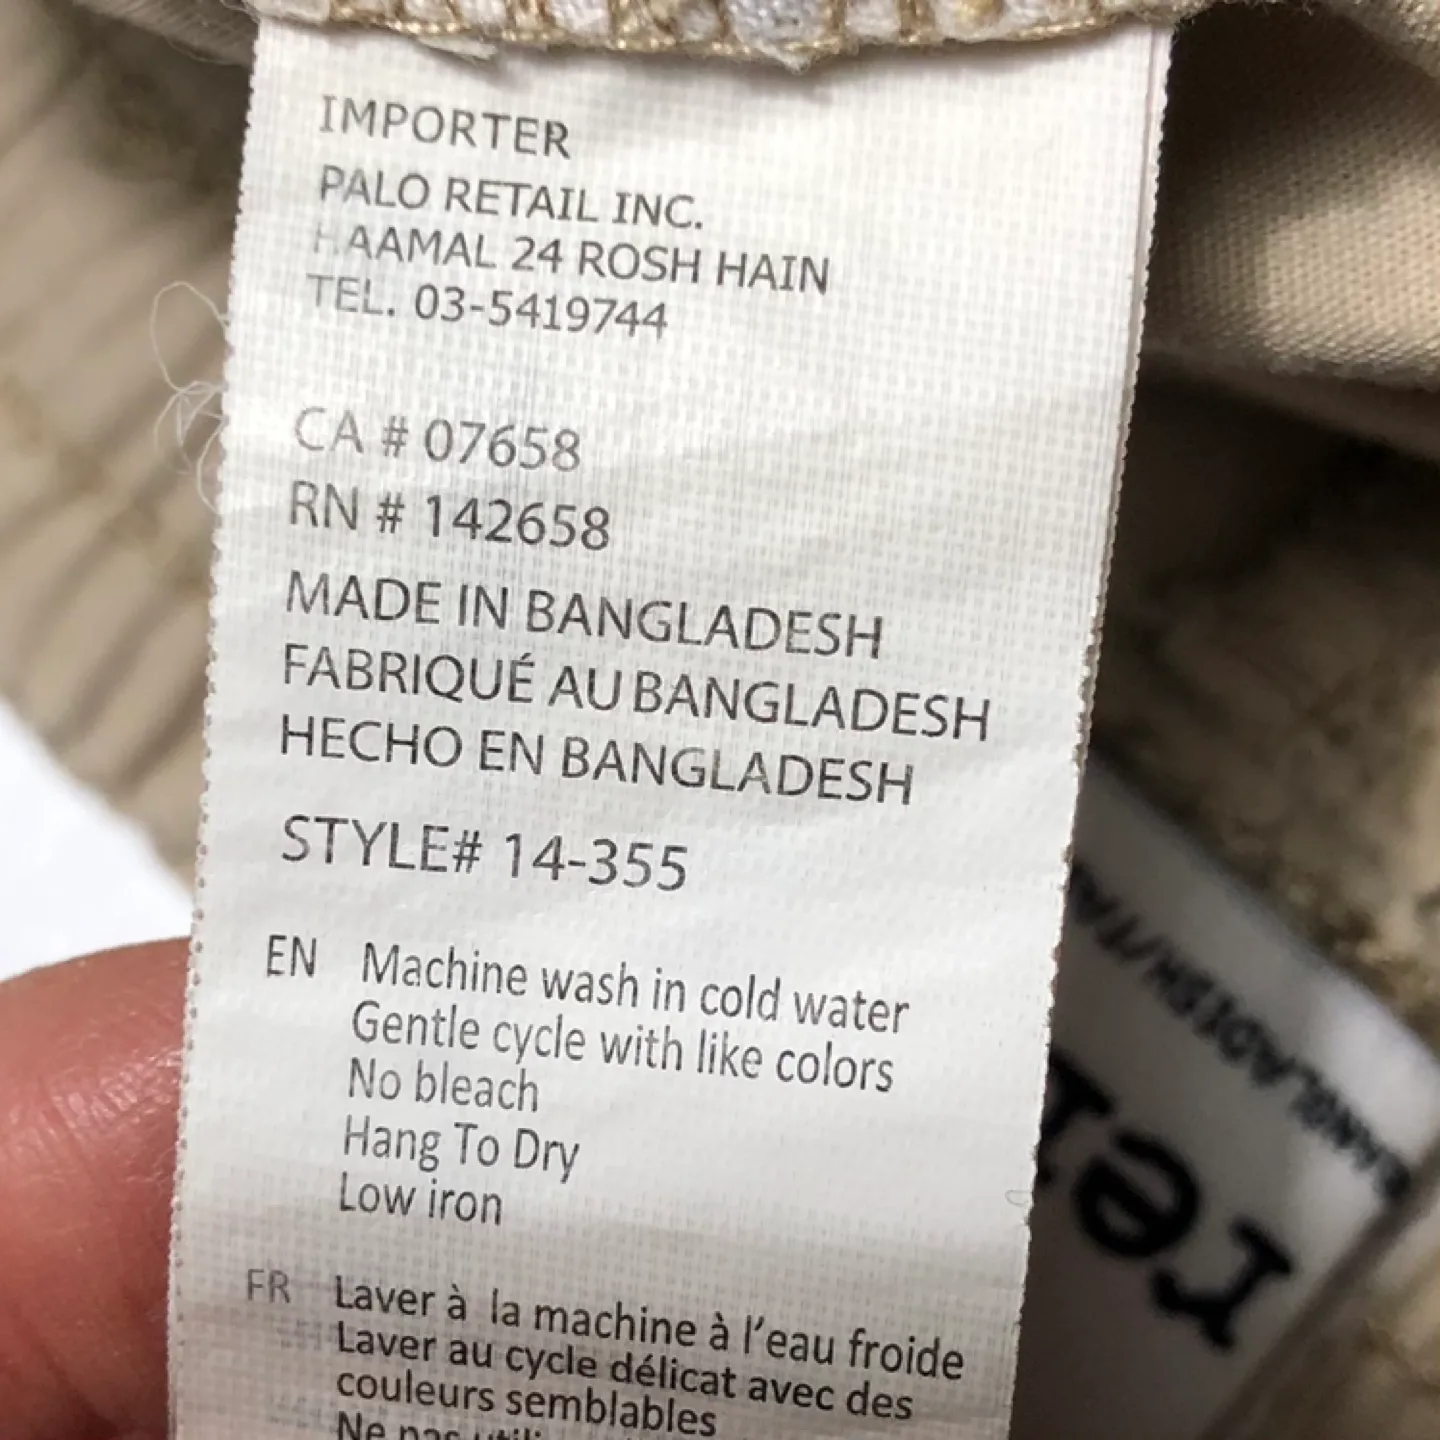 IMPORTER
PALO RETAIL INC.
HAAMAL 24 ROSH HAIN
TEL. 03-5419744
CA # 07658
RN # 142658
MADE IN BANGLADESH
FABRIQUÉ AU BANGLADESH
HECHO EN BANGLADESH
STYLE# 14-355
EN Machine wash in cold water
Gentle cycle with like colors
No bleach
Hang To Dry
Low iron
FR Laver à la machine à l'eau froide
Laver au cycle délicat avec des
couleurs semblables
Ne pas